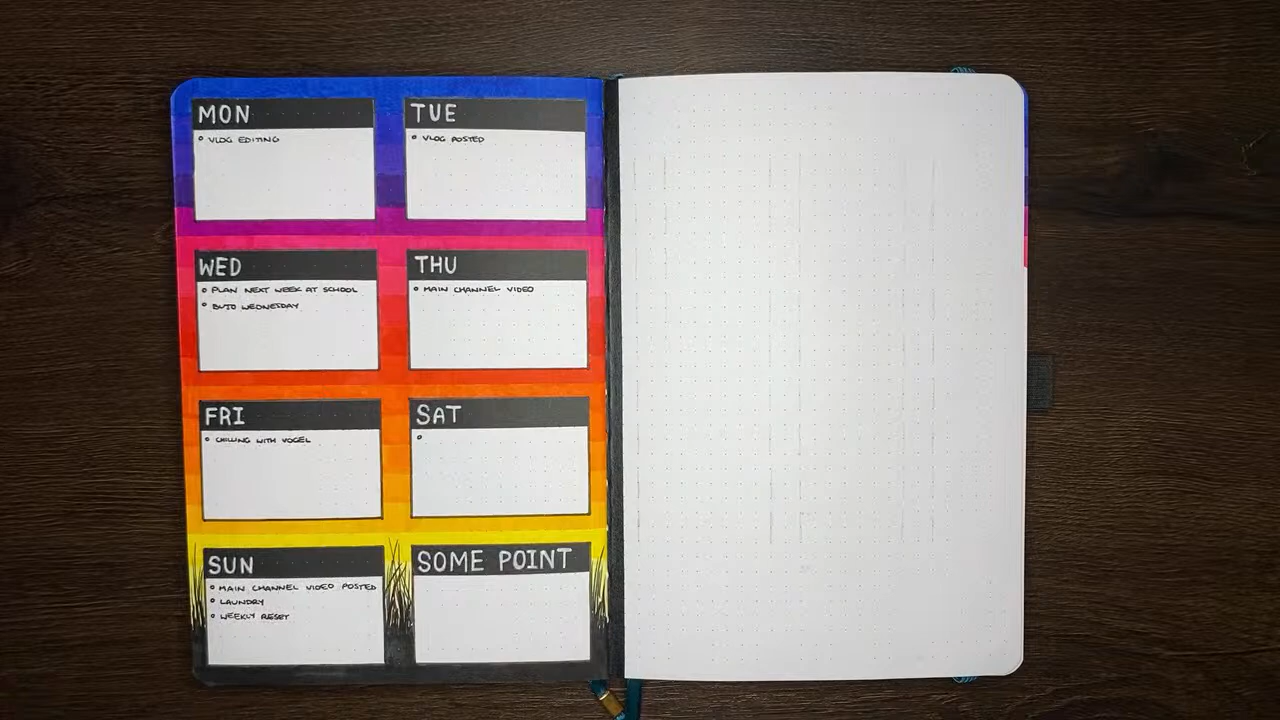 MON
VLOG EDITING
TUE
VLOG POSTED
WED
PLAN NEXT WEEK AT SCHOOL
BUJO WEDNESDAY
THU
MAIN CHANNEL VIDEO
FRI
CHILLING WITH VOGEL
SAT
SUN
MAIN CHANNEL VIDEO POSTED
LAUNDRY
WEEKLY RESET
SOME POINT